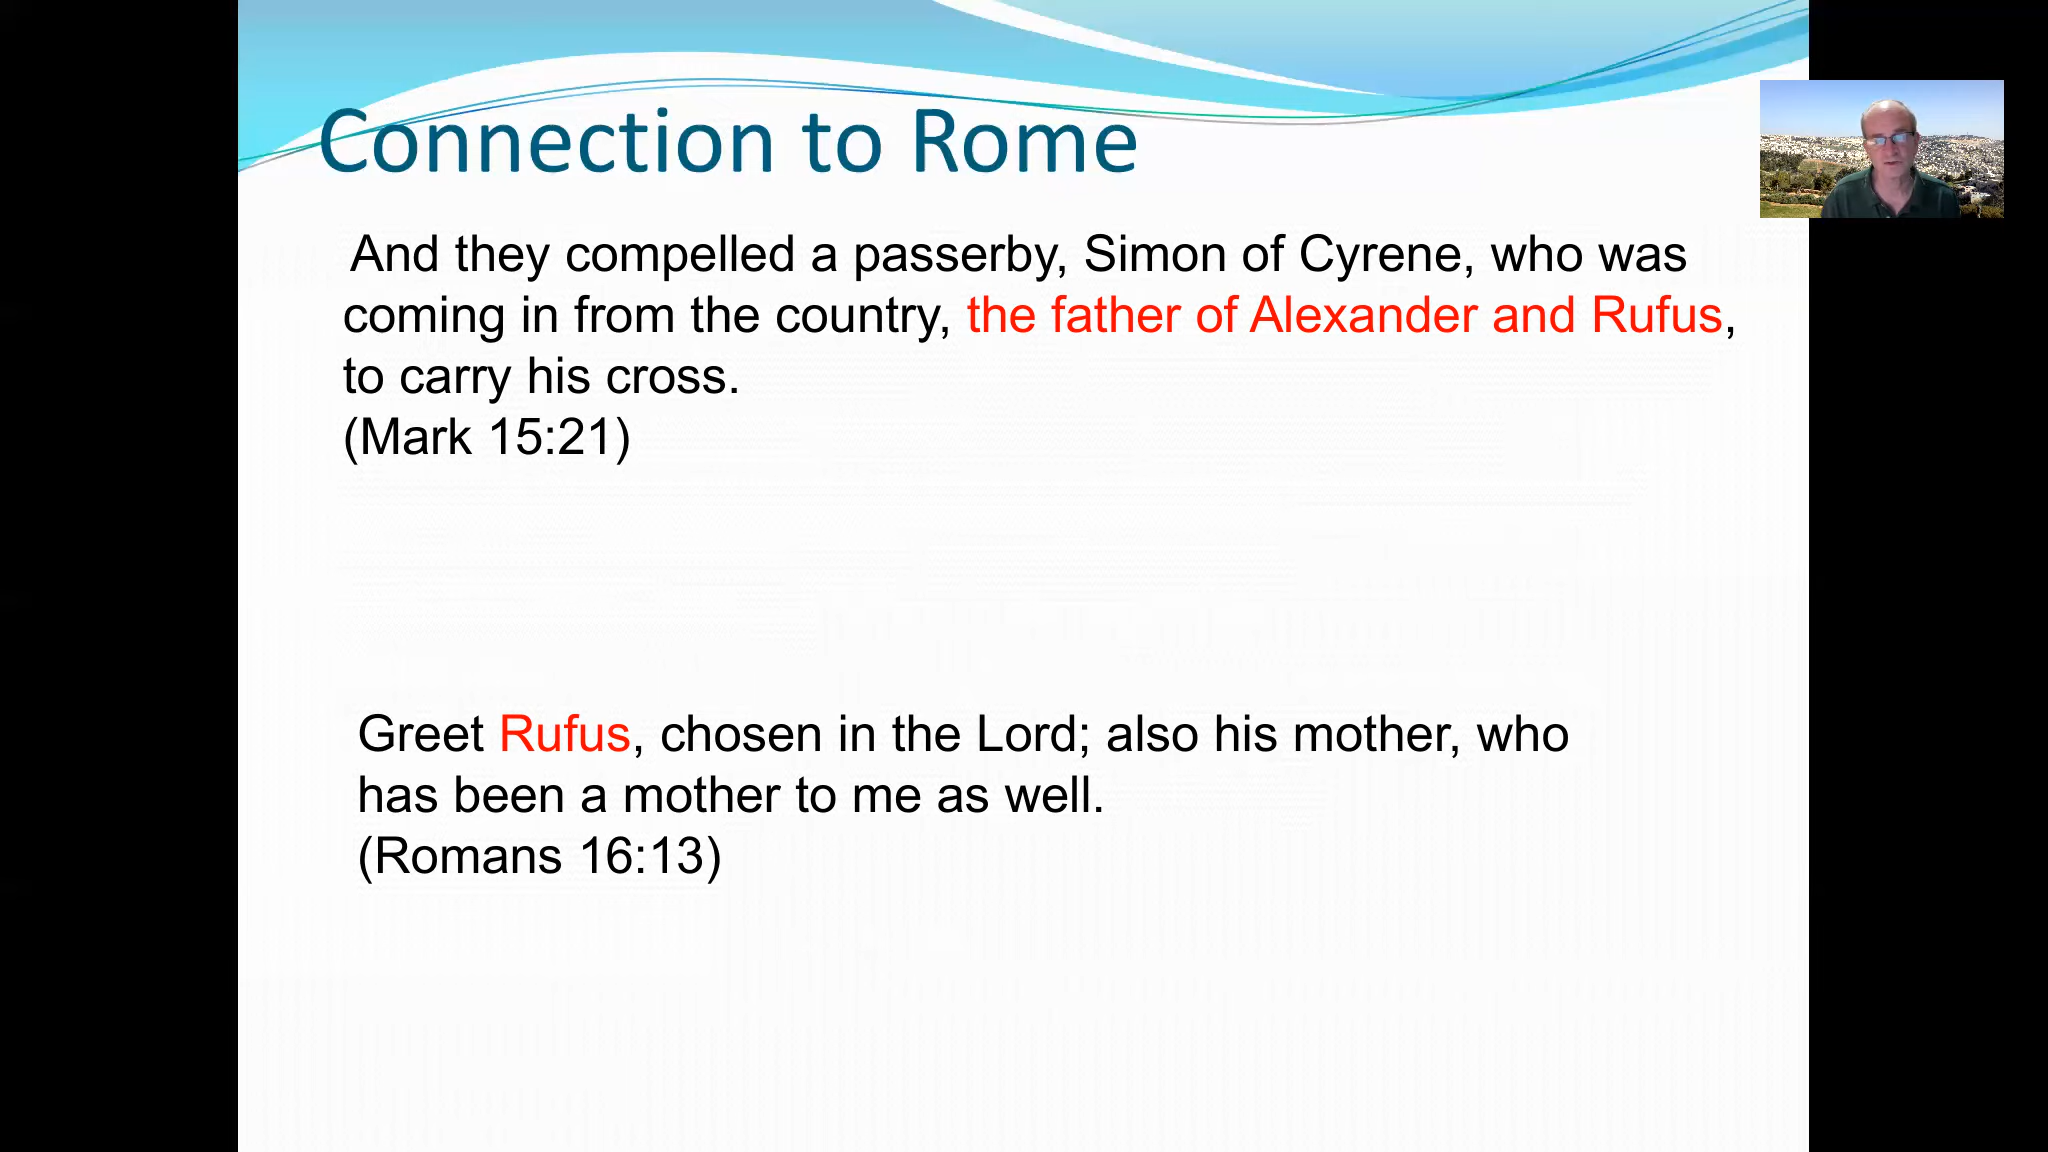 Connection to Rome
And they compelled a passerby, Simon of Cyrene, who was
coming in from the country, the father of Alexander and Rufus,
to carry his cross.
(Mark 15:21)
Greet Rufus, chosen in the Lord; also his mother, who
has been a mother to me as well.
(Romans 16:13)